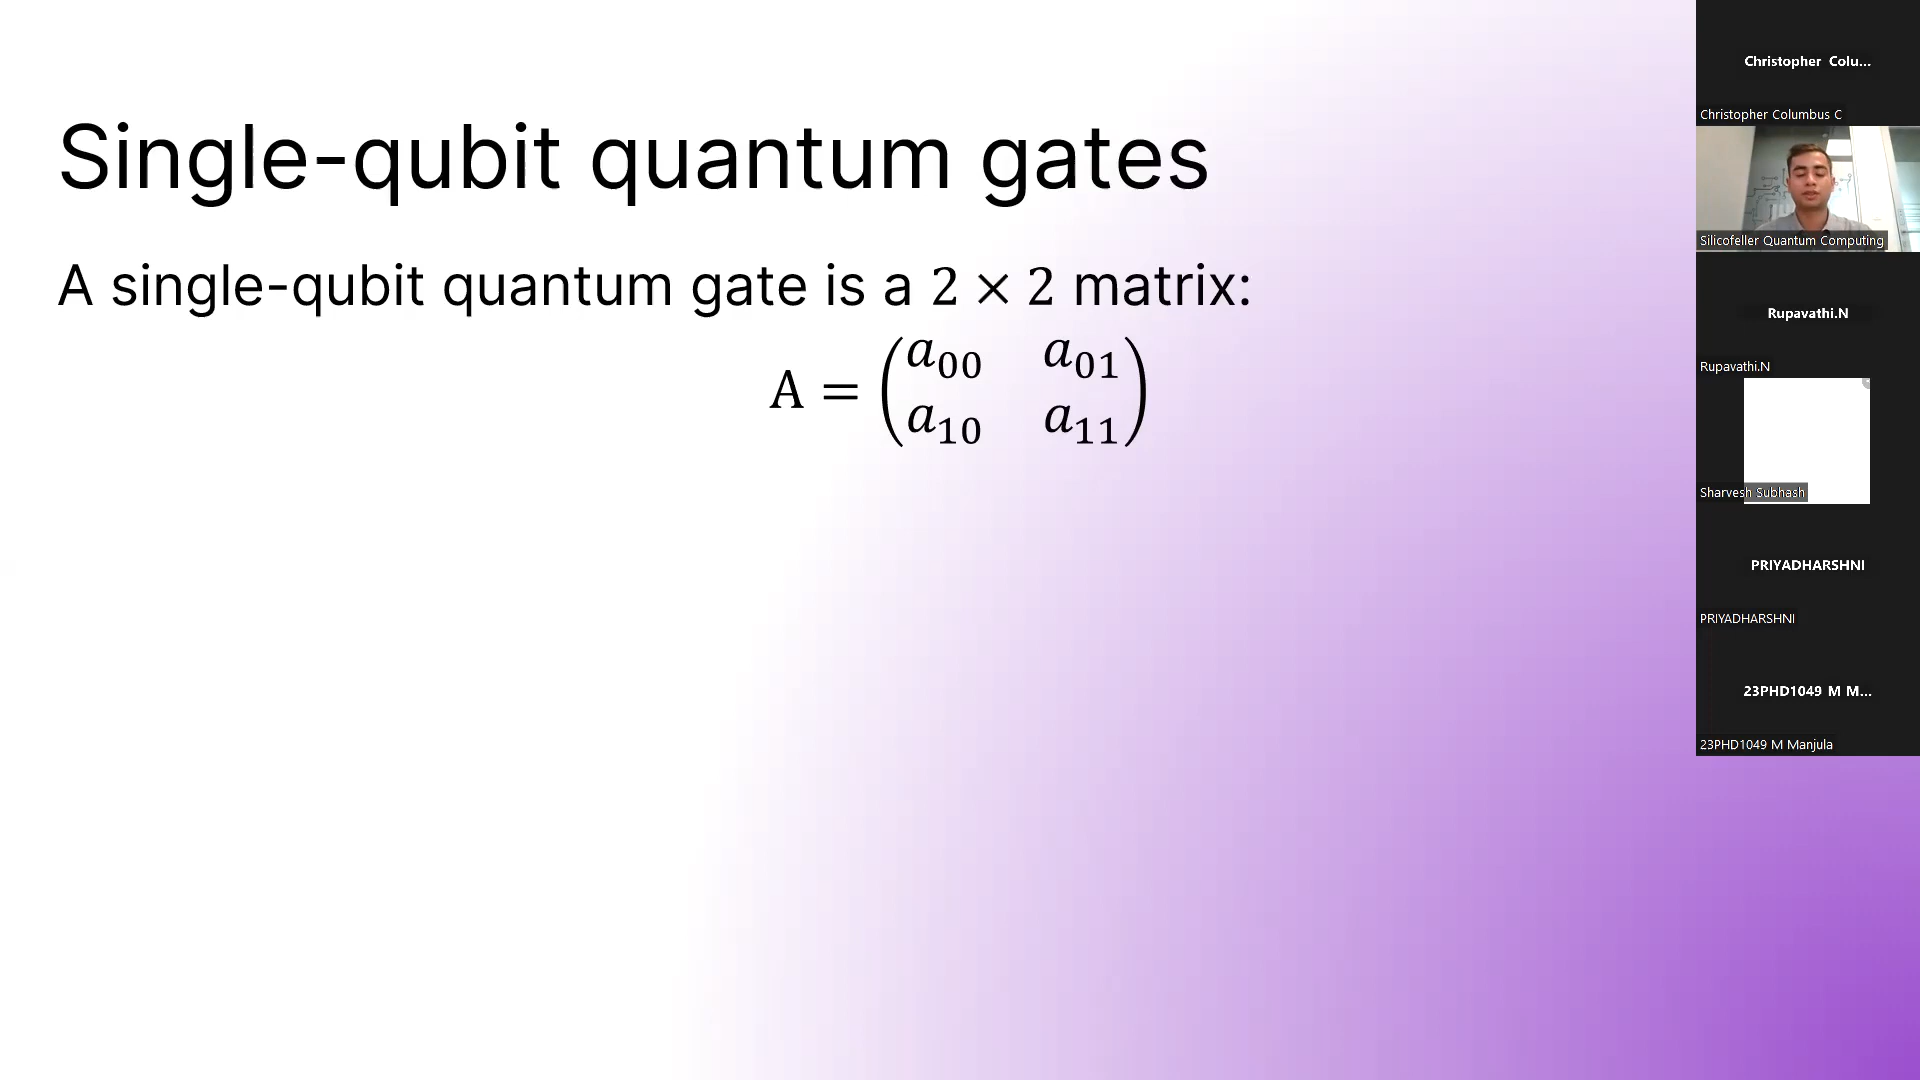 Single-qubit quantum gates
A single-qubit quantum gate is a 2 × 2 matrix:
A = (a₀₀ a₀₁
a₁₀ a₁₁)
Christopher Colu...
Christopher Columbus C
Silicofeller Quantum Computing
Rupavathi.N
Rupavathi.N
Sharvesh Subhash
PRIYADHARSHNI
PRIYADHARSHNI
23PHD1049 M M...
23PHD1049 M Manjula